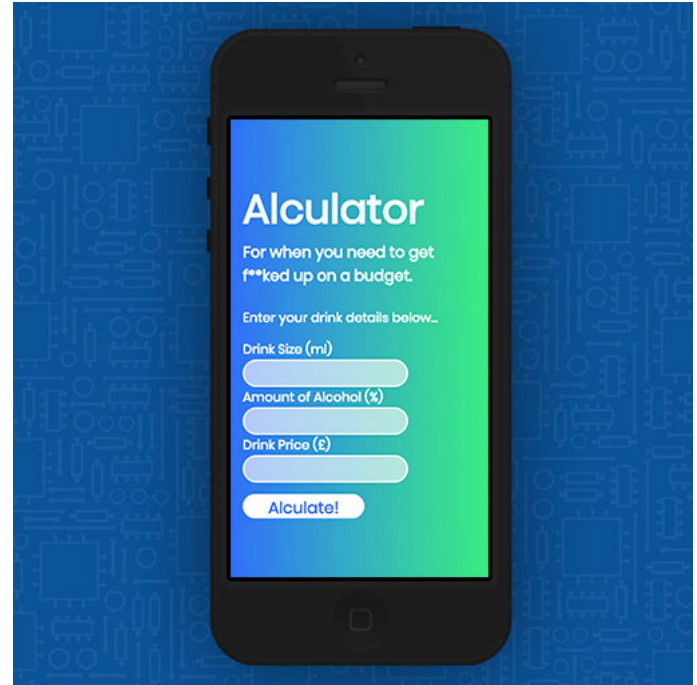 Alculator
For when you need to get
f**ked up on a budget.
Enter your drink details below...
Drink Size (ml)
Amount of Alcohol (%)
Drink Price (£)
Alculate!